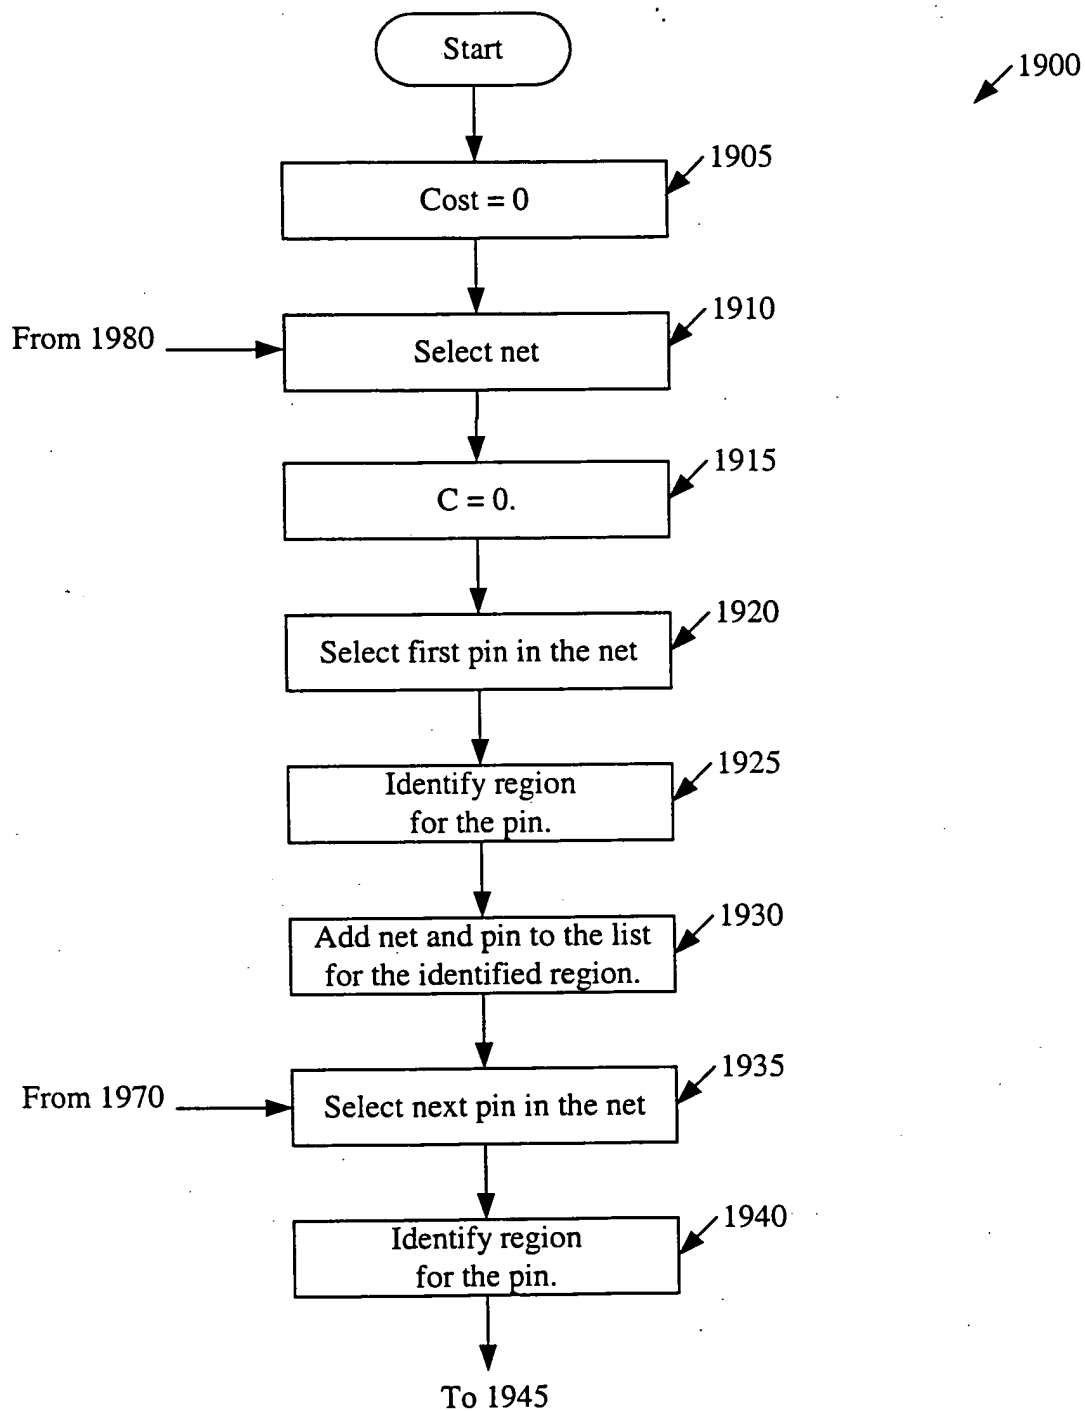 Start
1900
1905
Cost = 0
1910
From 1980
Select net
1915
C = 0.
1920
Select first pin in the net
1925
Identify region
for the pin.
1930
Add net and pin to the list
for the identified region.
1935
From 1970
Select next pin in the net
1940
Identify region
for the pin.
To 1945